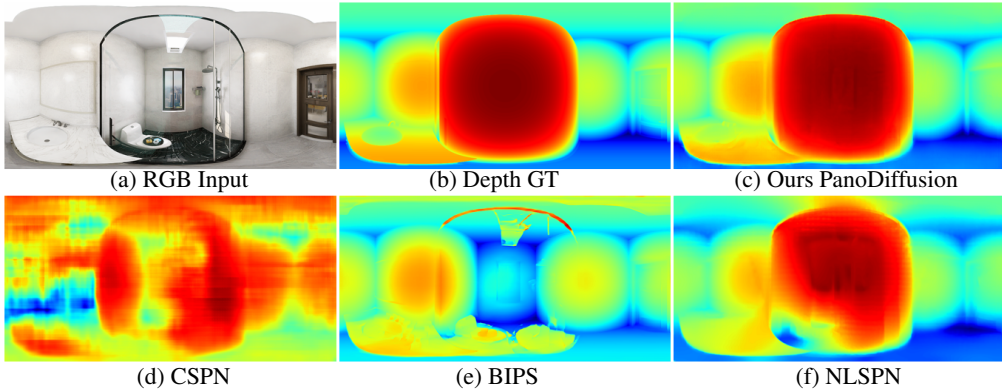 (a) RGB Input
(b) Depth GT
(c) Ours PanoDiffusion
(d) CSPN
(e) BIPS
(f) NLSPN